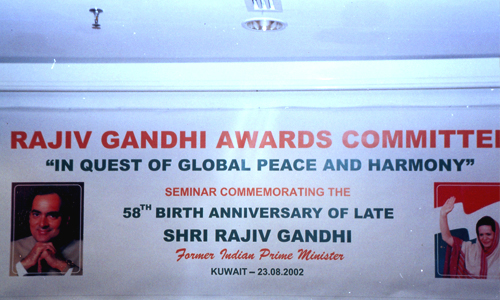 RAJIV GANDHI AWARDS COMMITTEE
“IN QUEST OF GLOBAL PEACE AND HARMONY”
SEMINAR COMMEMORATING THE
58TH BIRTH ANNIVERSARY OF LATE
SHRI RAJIV GANDHI
Former Indian Prime Minister
KUWAIT – 23.08.2002